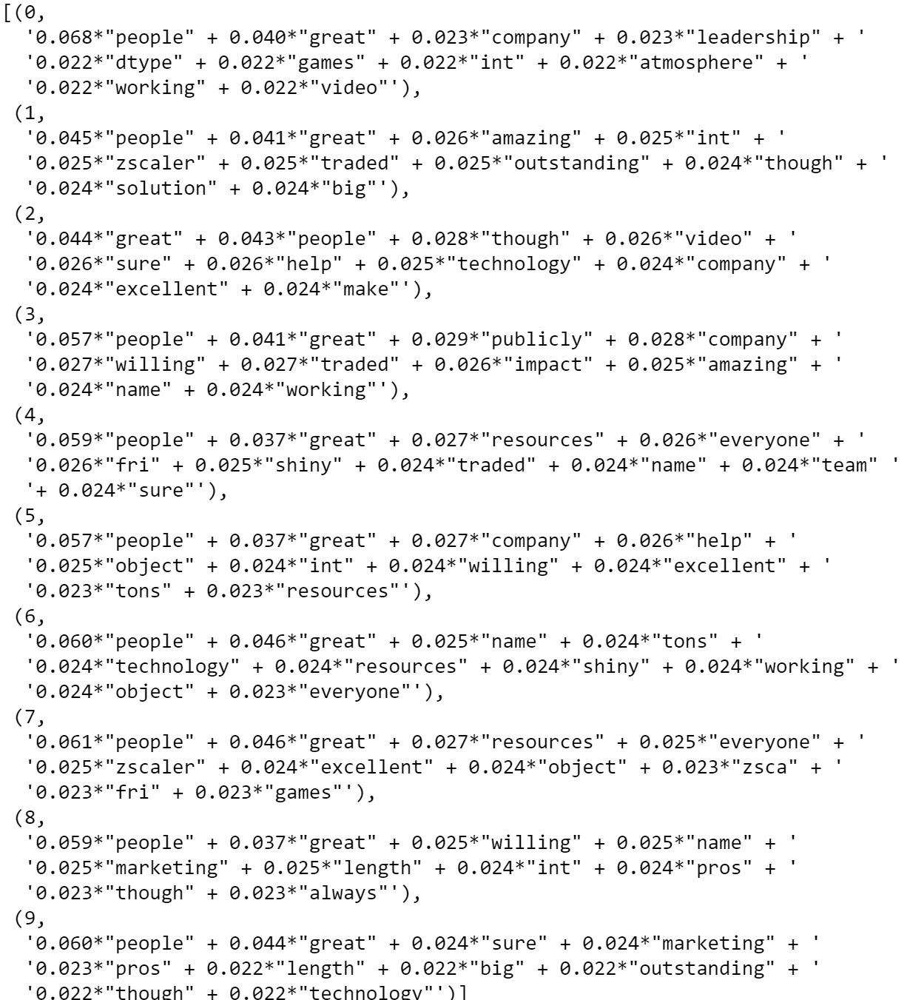 [(0,
'0.068*"people" + 0.040*"great" + 0.023*"company" + 0.023*"leadership" + '
'0.022*"dtype" + 0.022*"games" + 0.022*"int" + 0.022*"atmosphere" + '
'0.022*"working" + 0.022*"video"'),
(1,
'0.045*"people" + 0.041*"great" + 0.026*"amazing" + 0.025*"int" + '
'0.025*"zscaler" + 0.025*"traded" + 0.025*"outstanding" + 0.024*"though" + '
'0.024*"solution" + 0.024*"big"'),
(2,
'0.044*"great" + 0.043*"people" + 0.028*"though" + 0.026*"video" + '
'0.026*"sure" + 0.026*"help" + 0.025*"technology" + 0.024*"company" + '
'0.024*"excellent" + 0.024*"make"'),
(3,
'0.057*"people" + 0.041*"great" + 0.029*"publicly" + 0.028*"company" + '
'0.027*"willing" + 0.027*"traded" + 0.026*"impact" + 0.025*"amazing" + '
'0.024*"name" + 0.024*"working"'),
(4,
'0.059*"people" + 0.037*"great" + 0.027*"resources" + 0.026*"everyone" + '
'0.026*"fri" + 0.025*"shiny" + 0.024*"traded" + 0.024*"name" + 0.024*"team" '
'+ 0.024*"sure"'),
(5,
'0.057*"people" + 0.037*"great" + 0.027*"company" + 0.026*"help" + '
'0.025*"object" + 0.024*"int" + 0.024*"willing" + 0.024*"excellent" + '
'0.023*"tons" + 0.023*"resources"'),
(6,
'0.060*"people" + 0.046*"great" + 0.025*"name" + 0.024*"tons" + '
'0.024*"technology" + 0.024*"resources" + 0.024*"shiny" + 0.024*"working" + '
'0.024*"object" + 0.023*"everyone"'),
(7,
'0.061*"people" + 0.046*"great" + 0.027*"resources" + 0.025*"everyone" + '
'0.025*"zscaler" + 0.024*"excellent" + 0.024*"object" + 0.023*"zsca" + '
'0.023*"fri" + 0.023*"games"'),
(8,
'0.059*"people" + 0.037*"great" + 0.025*"willing" + 0.025*"name" + '
'0.025*"marketing" + 0.025*"length" + 0.024*"int" + 0.024*"pros" + '
'0.023*"though" + 0.023*"always"'),
(9,
'0.060*"people" + 0.044*"great" + 0.024*"sure" + 0.024*"marketing" + '
'0.023*"pros" + 0.022*"length" + 0.022*"big" + 0.022*"outstanding" + '
'0.022*"though" + 0.022*"technology"')]